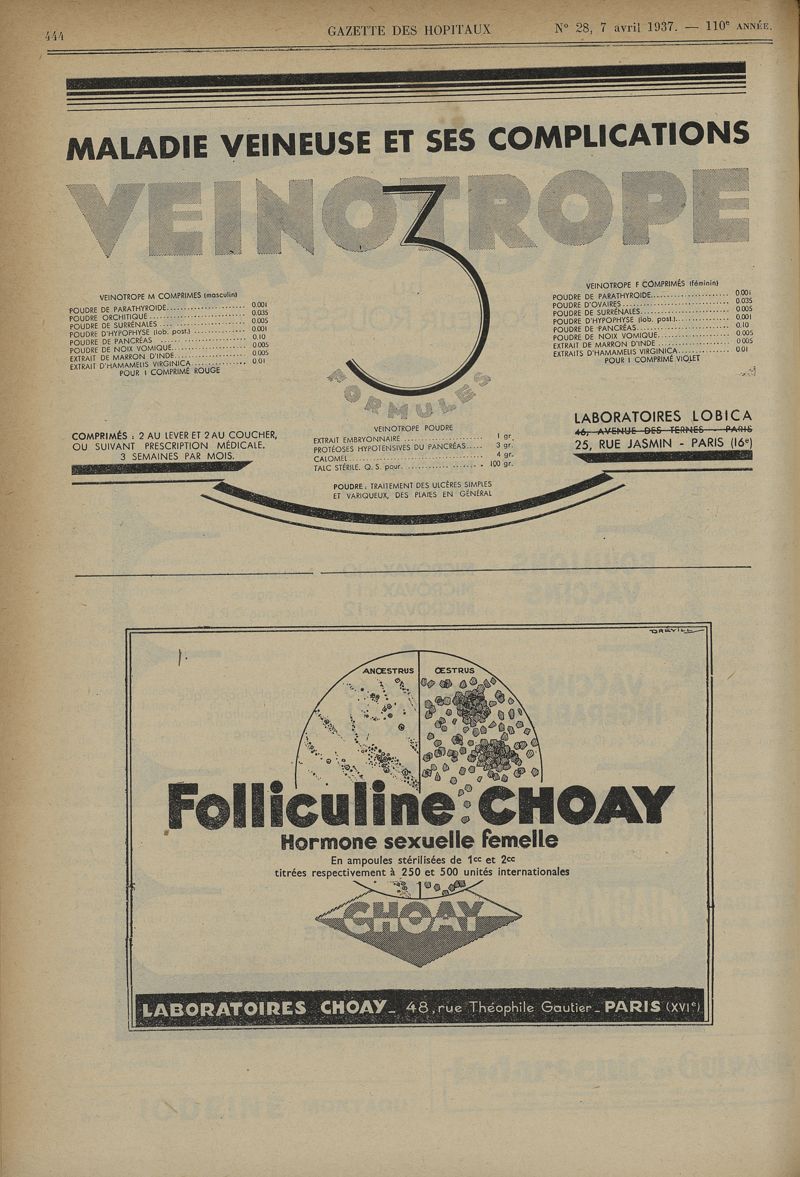 444
GAZETTE DES HOPITAUX
N° 28, 7 avril 1937. — 110e ANNÉE.
MALADIE VEINEUSE ET SES COMPLICATIONS
VEINOTROPE
3
FORMULES
VEINOTROPE M COMPRIMES (masculin)
POUDRE DE PARATHYROIDE.................... 0.001
POUDRE ORCHITIQUE.................... 0.035
POUDRE DE SURRÉNALES.................... 0.005
POUDRE D'HYPOPHYSE (lob. post.).................... 0.001
POUDRE DE PANCRÉAS.................... 0.10
POUDRE DE NOIX VOMIQUE.................... 0.005
EXTRAIT DE MARRON D'INDE.................... 0.005
EXTRAIT D'HAMAMELIS VIRGINICA.................... 0.01
POUR 1 COMPRIMÉ ROUGE
VEINOTROPE F COMPRIMÉS (féminin)
POUDRE DE PARATHYROIDE.................... 0.001
POUDRE D'OVAIRES.................... 0.035
POUDRE DE SURRÉNALES.................... 0.005
POUDRE D'HYPOPHYSE (lob. post.).................... 0.001
POUDRE DE PANCRÉAS.................... 0.10
POUDRE DE NOIX VOMIQUE.................... 0.005
EXTRAIT DE MARRON D'INDE.................... 0.005
EXTRAITS D'HAMAMELIS VIRGINICA.................... 0.01
POUR 1 COMPRIMÉ VIOLET
COMPRIMÉS : 2 AU LEVER ET 2 AU COUCHER,
OU SUIVANT PRESCRIPTION MÉDICALE.
3 SEMAINES PAR MOIS.
VEINOTROPE POUDRE
EXTRAIT EMBRYONNAIRE.................... 1 gr.
PROTÉOSES HYPOTENSIVES DU PANCRÉAS..... 3 gr.
CALOMEL.................... 4 gr.
TALC STÉRILE. Q. S. pour.................... 100 gr.
POUDRE : TRAITEMENT DES ULCÈRES SIMPLES
ET VARIQUEUX, DES PLAIES EN GÉNÉRAL
LABORATOIRES LOBICA
46, AVENUE DES TERNES - PARIS
25, RUE JASMIN - PARIS (16e)
DRÉVILL
ANŒSTRUS
ŒSTRUS
Folliculine : CHOAY
Hormone sexuelle femelle
En ampoules stérilisées de 1cc et 2cc
titrées respectivement à 250 et 500 unités internationales
CHOAY
LABORATOIRES CHOAY_ 48, rue Théophile Gautier_ PARIS (XVIe)